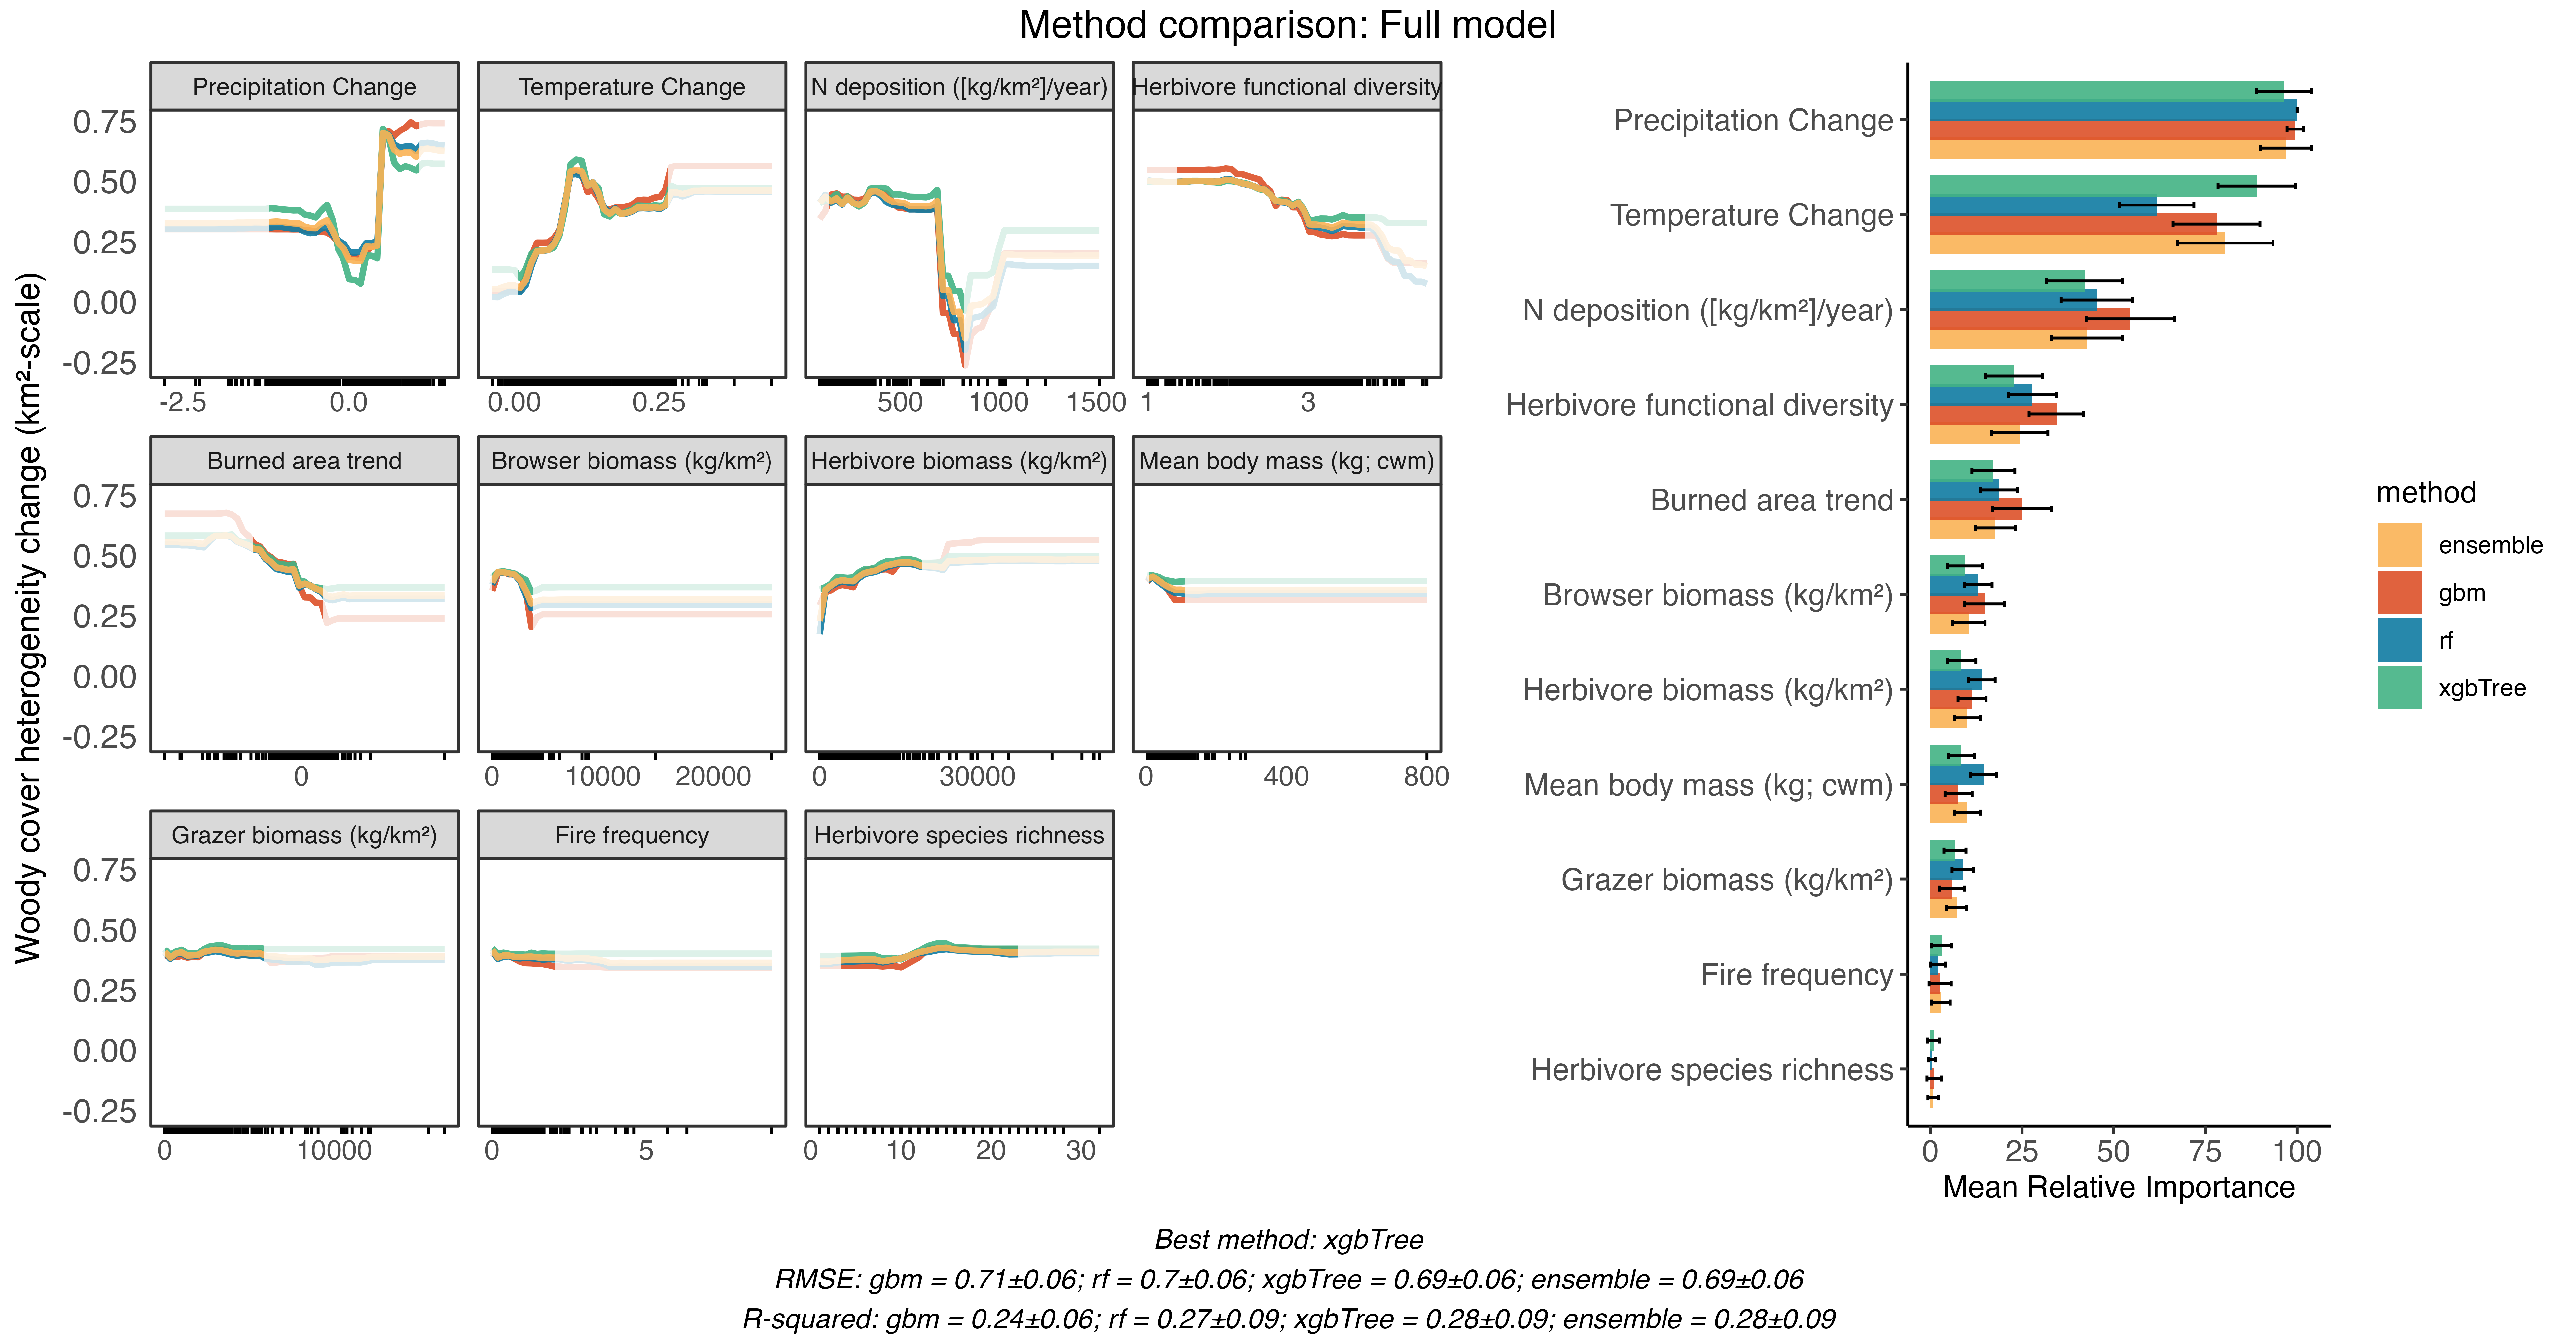 Method comparison: Full model
Woody cover heterogeneity change (km²-scale)
Precipitation Change
Temperature Change
N deposition ([kg/km²]/year)
Herbivore functional diversity
0.75
0.50
0.25
0.00
-0.25
-2.5 0.0
0.00 0.25
500 1000 1500
1 3
Burned area trend
Browser biomass (kg/km²)
Herbivore biomass (kg/km²)
Mean body mass (kg; cwm)
0.75
0.50
0.25
0.00
-0.25
0
0 10000 20000
0 30000
0 400 800
Grazer biomass (kg/km²)
Fire frequency
Herbivore species richness
0.75
0.50
0.25
0.00
-0.25
0 10000
0 5
0 10 20 30
Precipitation Change
Temperature Change
N deposition ([kg/km²]/year)
Herbivore functional diversity
Burned area trend
Browser biomass (kg/km²)
Herbivore biomass (kg/km²)
Mean body mass (kg; cwm)
Grazer biomass (kg/km²)
Fire frequency
Herbivore species richness
0 25 50 75 100
Mean Relative Importance
method
ensemble
gbm
rf
xgbTree
Best method: xgbTree
RMSE: gbm = 0.71±0.06; rf = 0.7±0.06; xgbTree = 0.69±0.06; ensemble = 0.69±0.06
R-squared: gbm = 0.24±0.06; rf = 0.27±0.09; xgbTree = 0.28±0.09; ensemble = 0.28±0.09